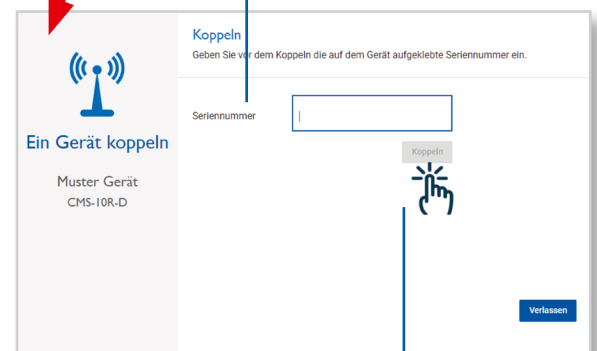 Koppeln
Geben Sie vor dem Koppeln die auf dem Gerät aufgeklebte Seriennummer ein.
Seriennummer
Koppeln
Ein Gerät koppeln
Muster Gerät
CMS-10R-D
Verlassen